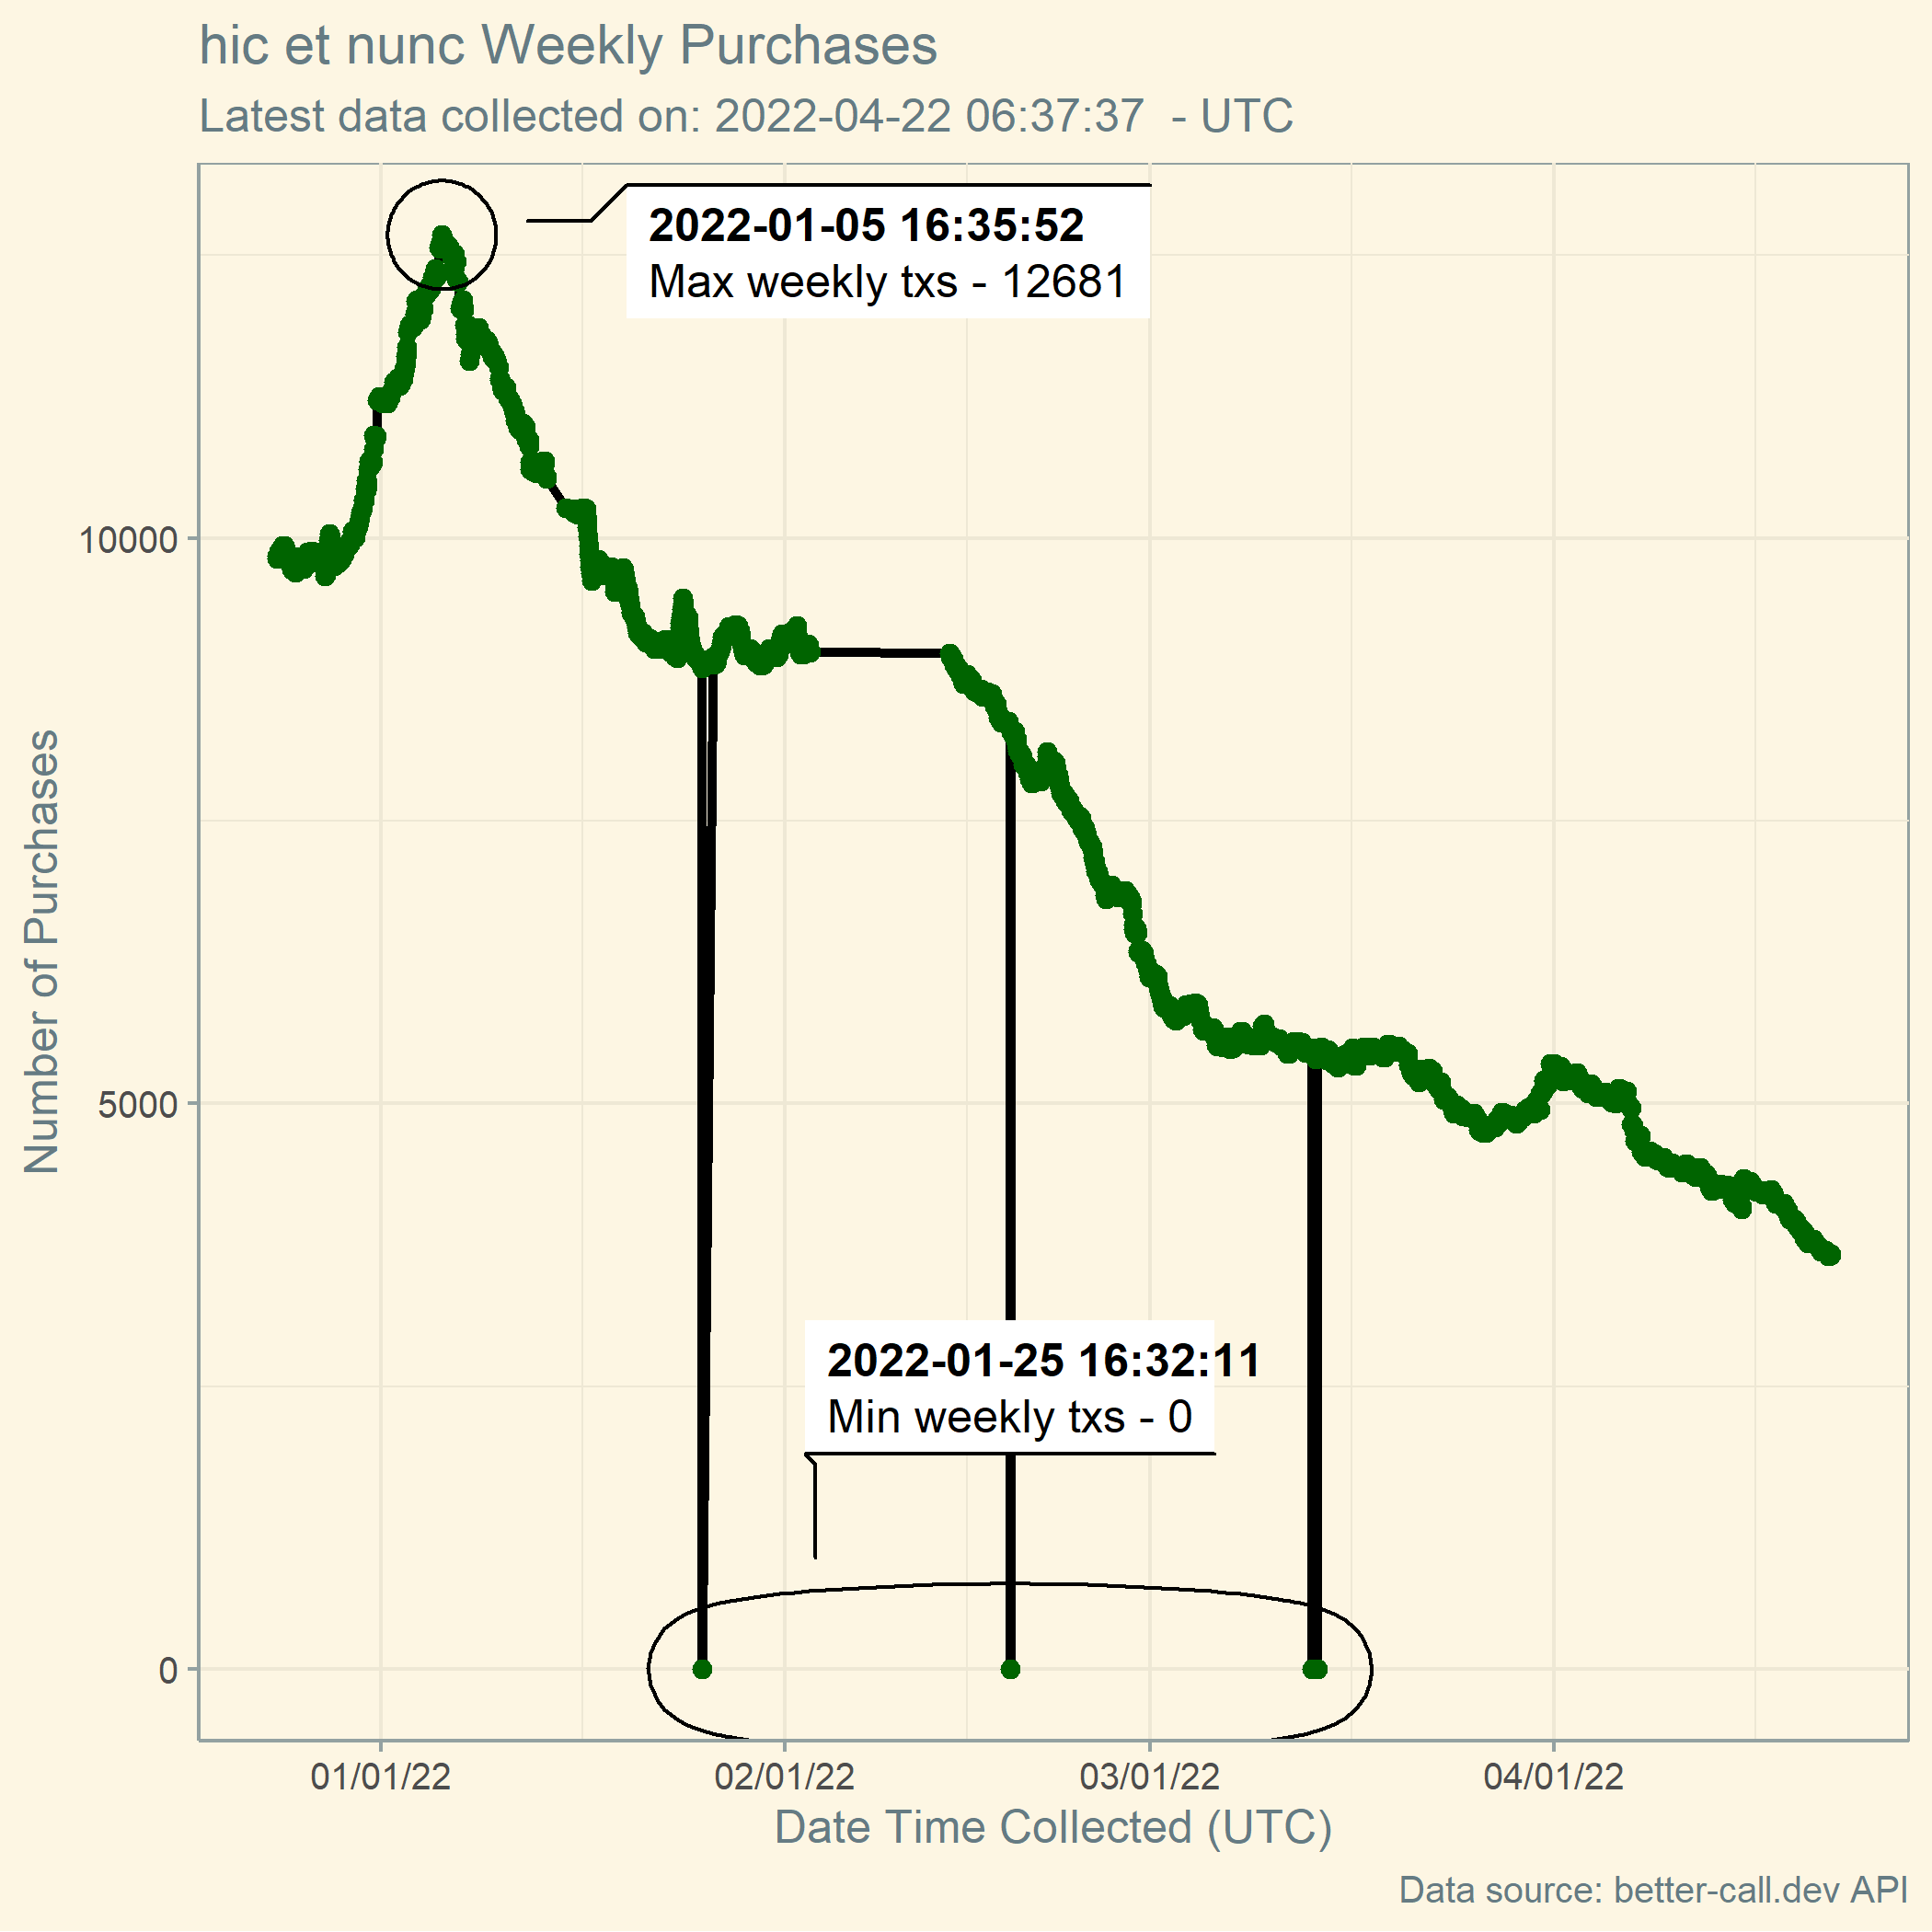 hic et nunc Weekly Purchases
Latest data collected on: 2022-04-22 06:37:37  - UTC
2022-01-05 16:35:52
Max weekly txs - 12681
10000
5000
0
Number of Purchases
2022-01-25 16:32:11
Min weekly txs - 0
01/01/22 02/01/22 03/01/22 04/01/22
Date Time Collected (UTC)
Data source: better-call.dev API